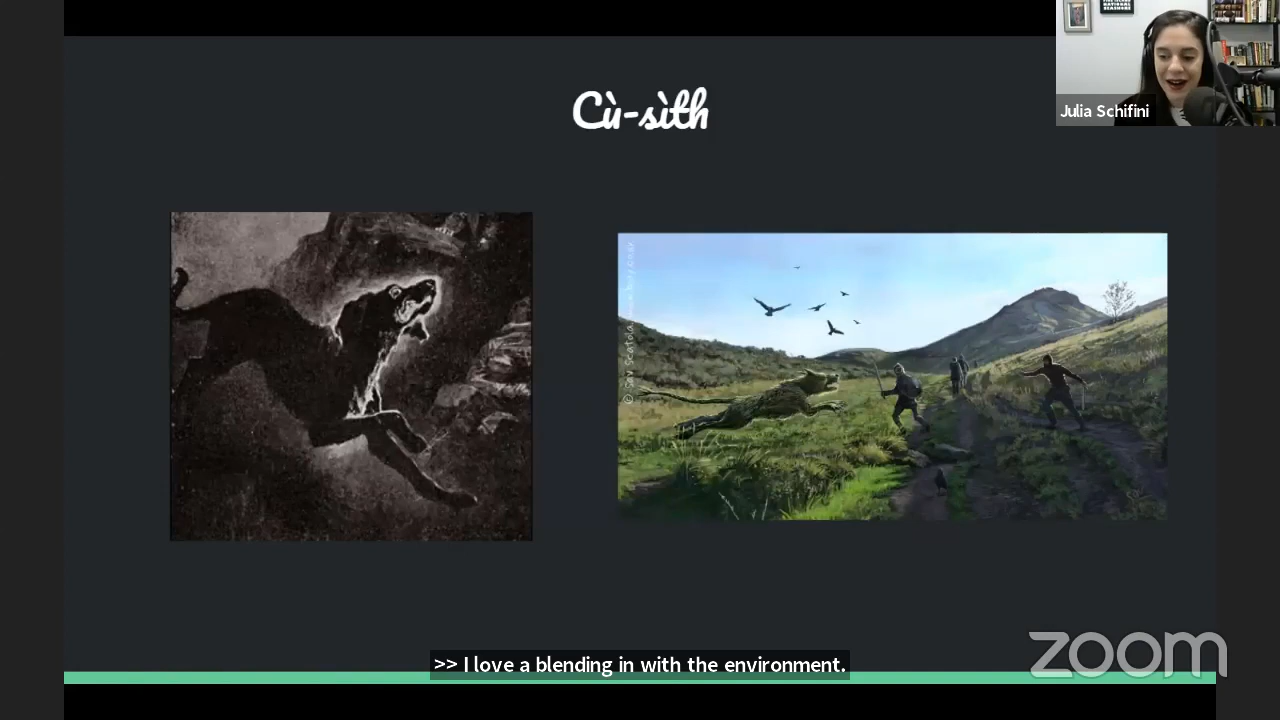 Cù-sìth
Julia Schifini
>> I love a blending in with the environment.
zoom